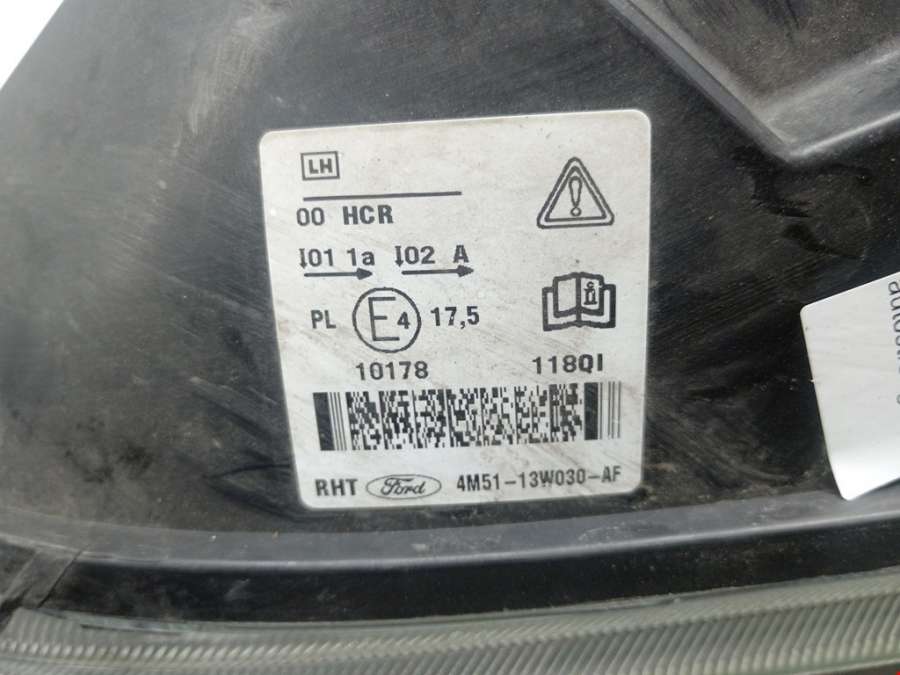 LH
00 HCR
I01 1a I02 A
PL E4 17,5
10178 118QI
RHT Ford 4M51-13W030-AF